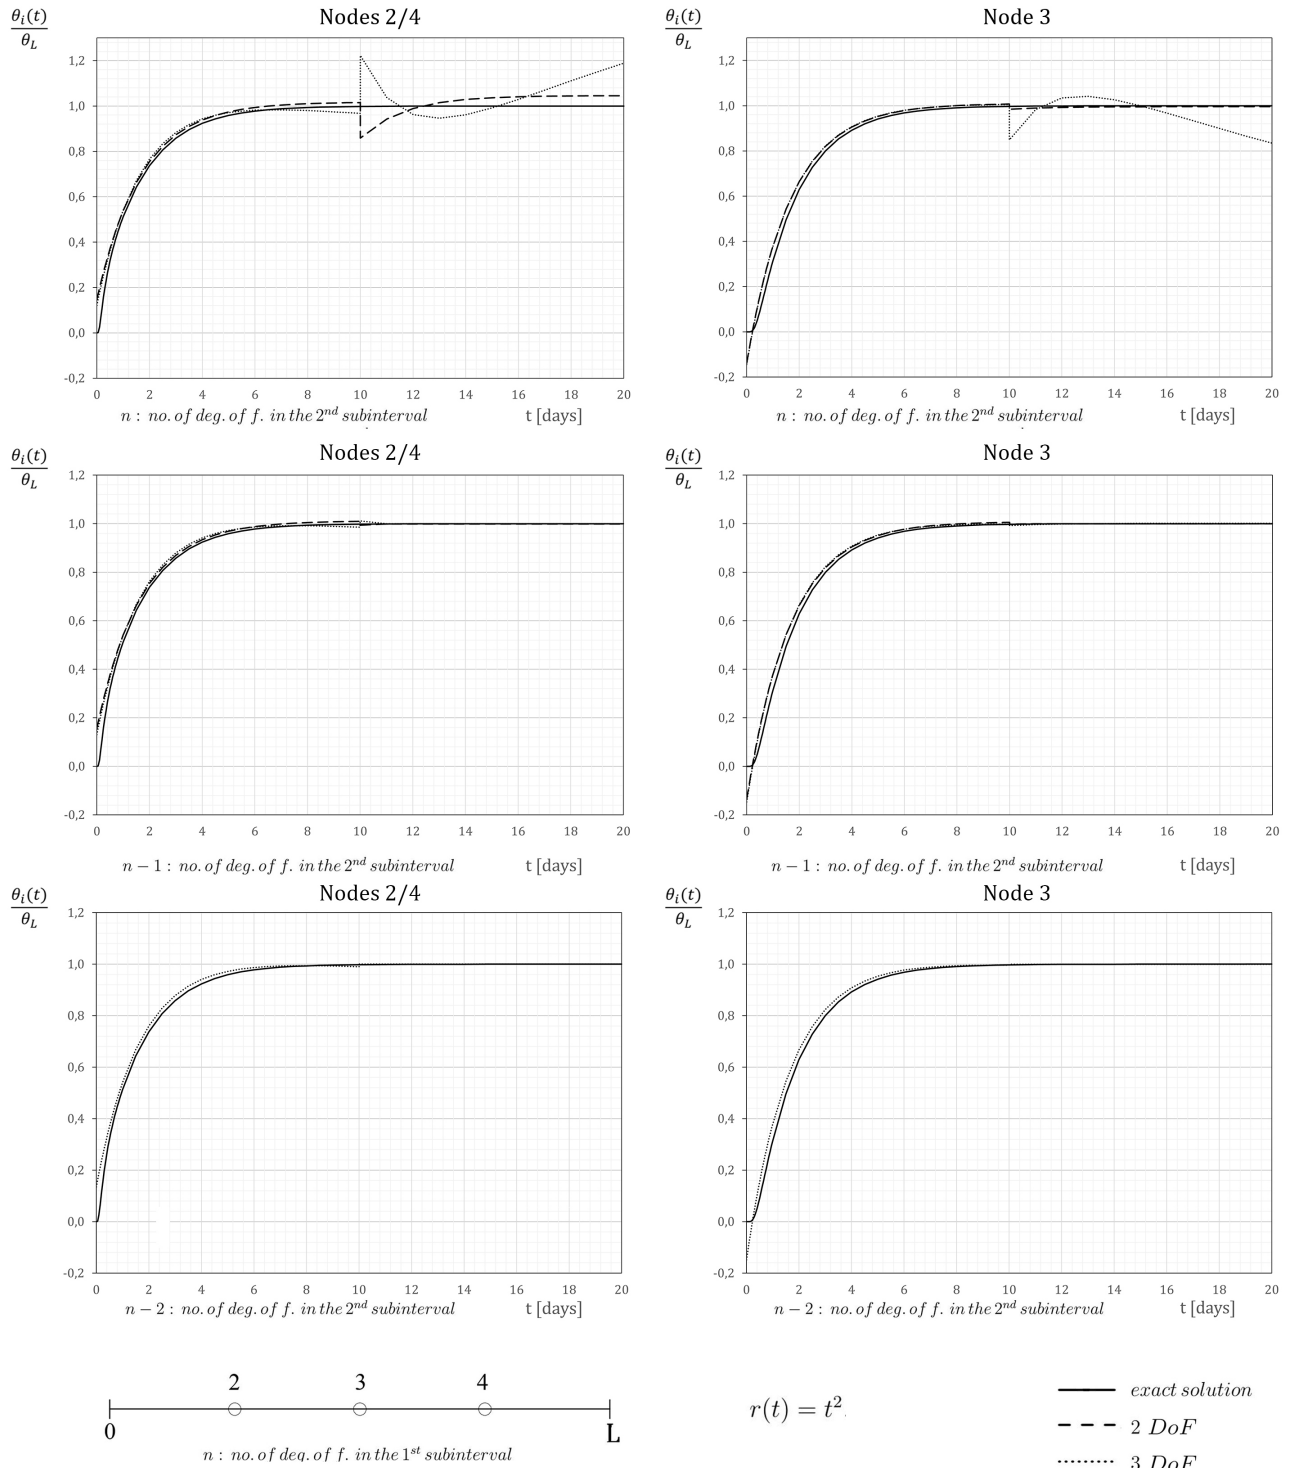 θi(t)/θL Nodes 2/4
1,2
1,0
0,8
0,6
0,4
0,2
0,0
-0,2
0 2 4 6 8 10 12 14 16 18 20
n : no. of deg. of f. in the 2nd subinterval t [days]
θi(t)/θL Node 3
1,2
1,0
0,8
0,6
0,4
0,2
0,0
-0,2
0 2 4 6 8 10 12 14 16 18 20
n : no. of deg. of f. in the 2nd subinterval t [days]
θi(t)/θL Nodes 2/4
1,2
1,0
0,8
0,6
0,4
0,2
0,0
-0,2
0 2 4 6 8 10 12 14 16 18 20
n − 1 : no. of deg. of f. in the 2nd subinterval t [days]
θi(t)/θL Node 3
1,2
1,0
0,8
0,6
0,4
0,2
0,0
-0,2
0 2 4 6 8 10 12 14 16 18 20
n − 1 : no. of deg. of f. in the 2nd subinterval t [days]
θi(t)/θL Nodes 2/4
1,2
1,0
0,8
0,6
0,4
0,2
0,0
-0,2
0 2 4 6 8 10 12 14 16 18 20
n − 2 : no. of deg. of f. in the 2nd subinterval t [days]
θi(t)/θL Node 3
1,2
1,0
0,8
0,6
0,4
0,2
0,0
-0,2
0 2 4 6 8 10 12 14 16 18 20
n − 2 : no. of deg. of f. in the 2nd subinterval t [days]
2 3 4
0 L
n : no. of deg. of f. in the 1st subinterval
r(t) = t²
exact solution
2 DoF
3 DoF